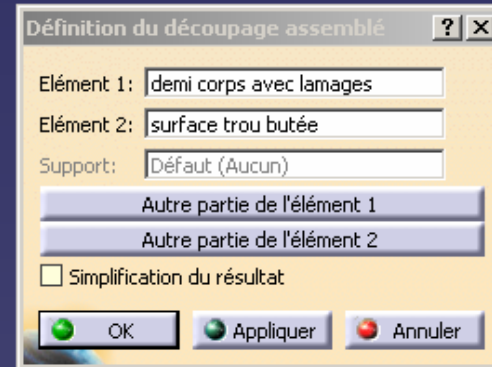 Définition du découpage assemblé ? X
Elément 1: demi corps avec lamages
Elément 2: surface trou butée
Support: Défaut (Aucun)
Autre partie de l'élément 1
Autre partie de l'élément 2
Simplification du résultat
OK Appliquer Annuler